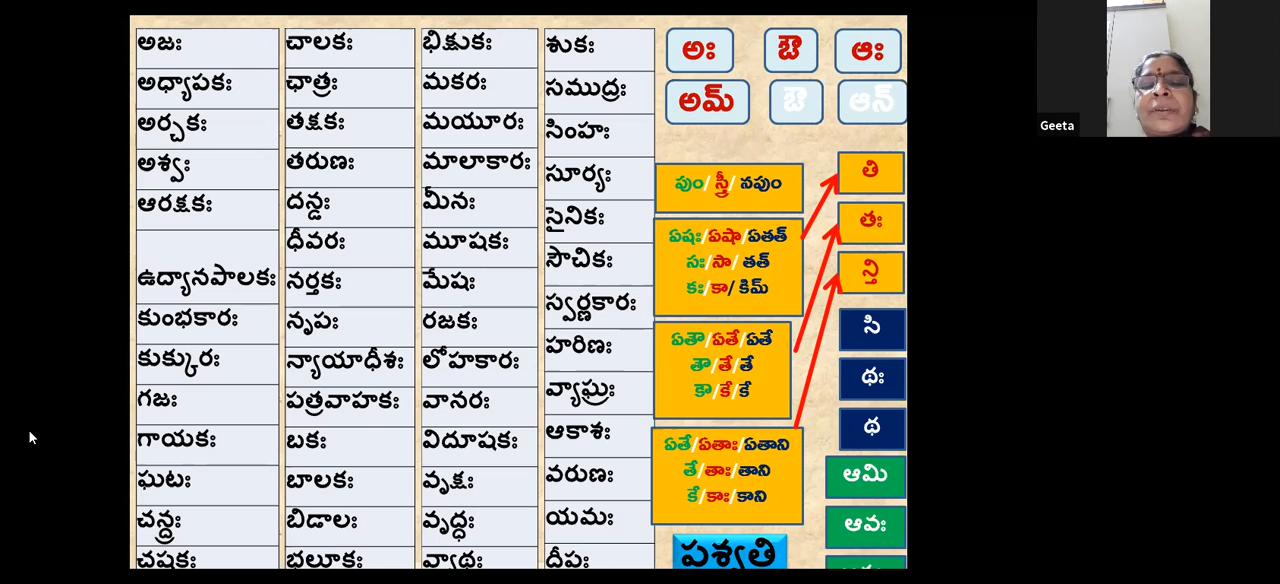 అజః
అధ్యాపకః
అర్చకః
అశ్వః
ఆరక్షకః
ఉద్యానపాలకః
కుంభకారః
కుక్కురః
గజః
గాయకః
ఘటః
చన్ద్రః
చషకః
చాలకః
ఛాత్రః
తక్షకః
తరుణః
దన్డః
ధీవరః
నర్తకః
నృపః
న్యాయాధీశః
పత్రవాహకః
బకః
బాలకః
బిడాలః
భల్లూకః
భిక్షుకః
మకరః
మయూరః
మాలాకారః
మీనః
మూషకః
మేషః
రజకః
లోహకారః
వానరః
విదూషకః
వృక్షః
వృద్ధః
వ్యాధః
శుకః
సముద్రః
సింహః
సూర్యః
సైనికః
సౌచికః
స్వర్ణకారః
హరిణః
వ్యాఘ్రః
ఆకాశః
వరుణః
యమః
దీపః
అః ఔ ఆః
అమ్ ఔ ఆన్
పుం/ స్త్రీ/ నపుం
ఏషః/ఏషా/ఏతత్
సః/సా/ తత్
కః/కా/ కిమ్
ఏతౌ/ఏతే/ఏతే
తౌ/తే/తే
కౌ/కే/కే
ఏతే/ఏతాః/ఏతాని
తే/తాః/తాని
కే/కాః/కాని
పశ్యతి
తి
తః
న్తి
సి
థః
థ
ఆమి
ఆవః
Geeta